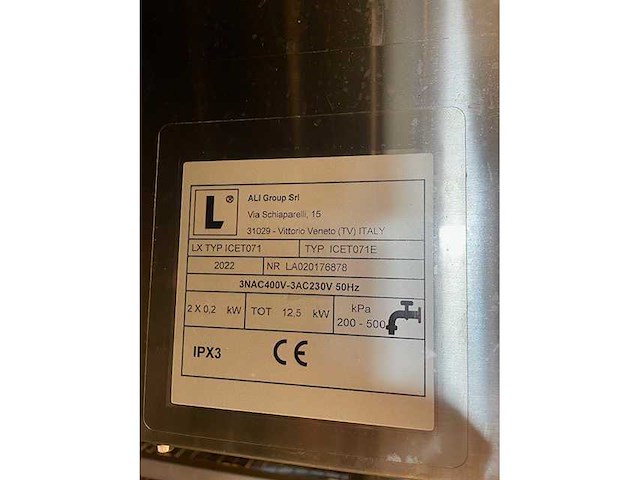 L ®
ALI Group Srl
Via Schiaparelli, 15
31029 - Vittorio Veneto (TV) ITALY
LX TYP ICET071 TYP ICET071E
2022 NR LA020176878
3NAC400V-3AC230V 50Hz
2 X 0,2 kW TOT 12,5 kW kPa 200 - 500
IPX3 CE